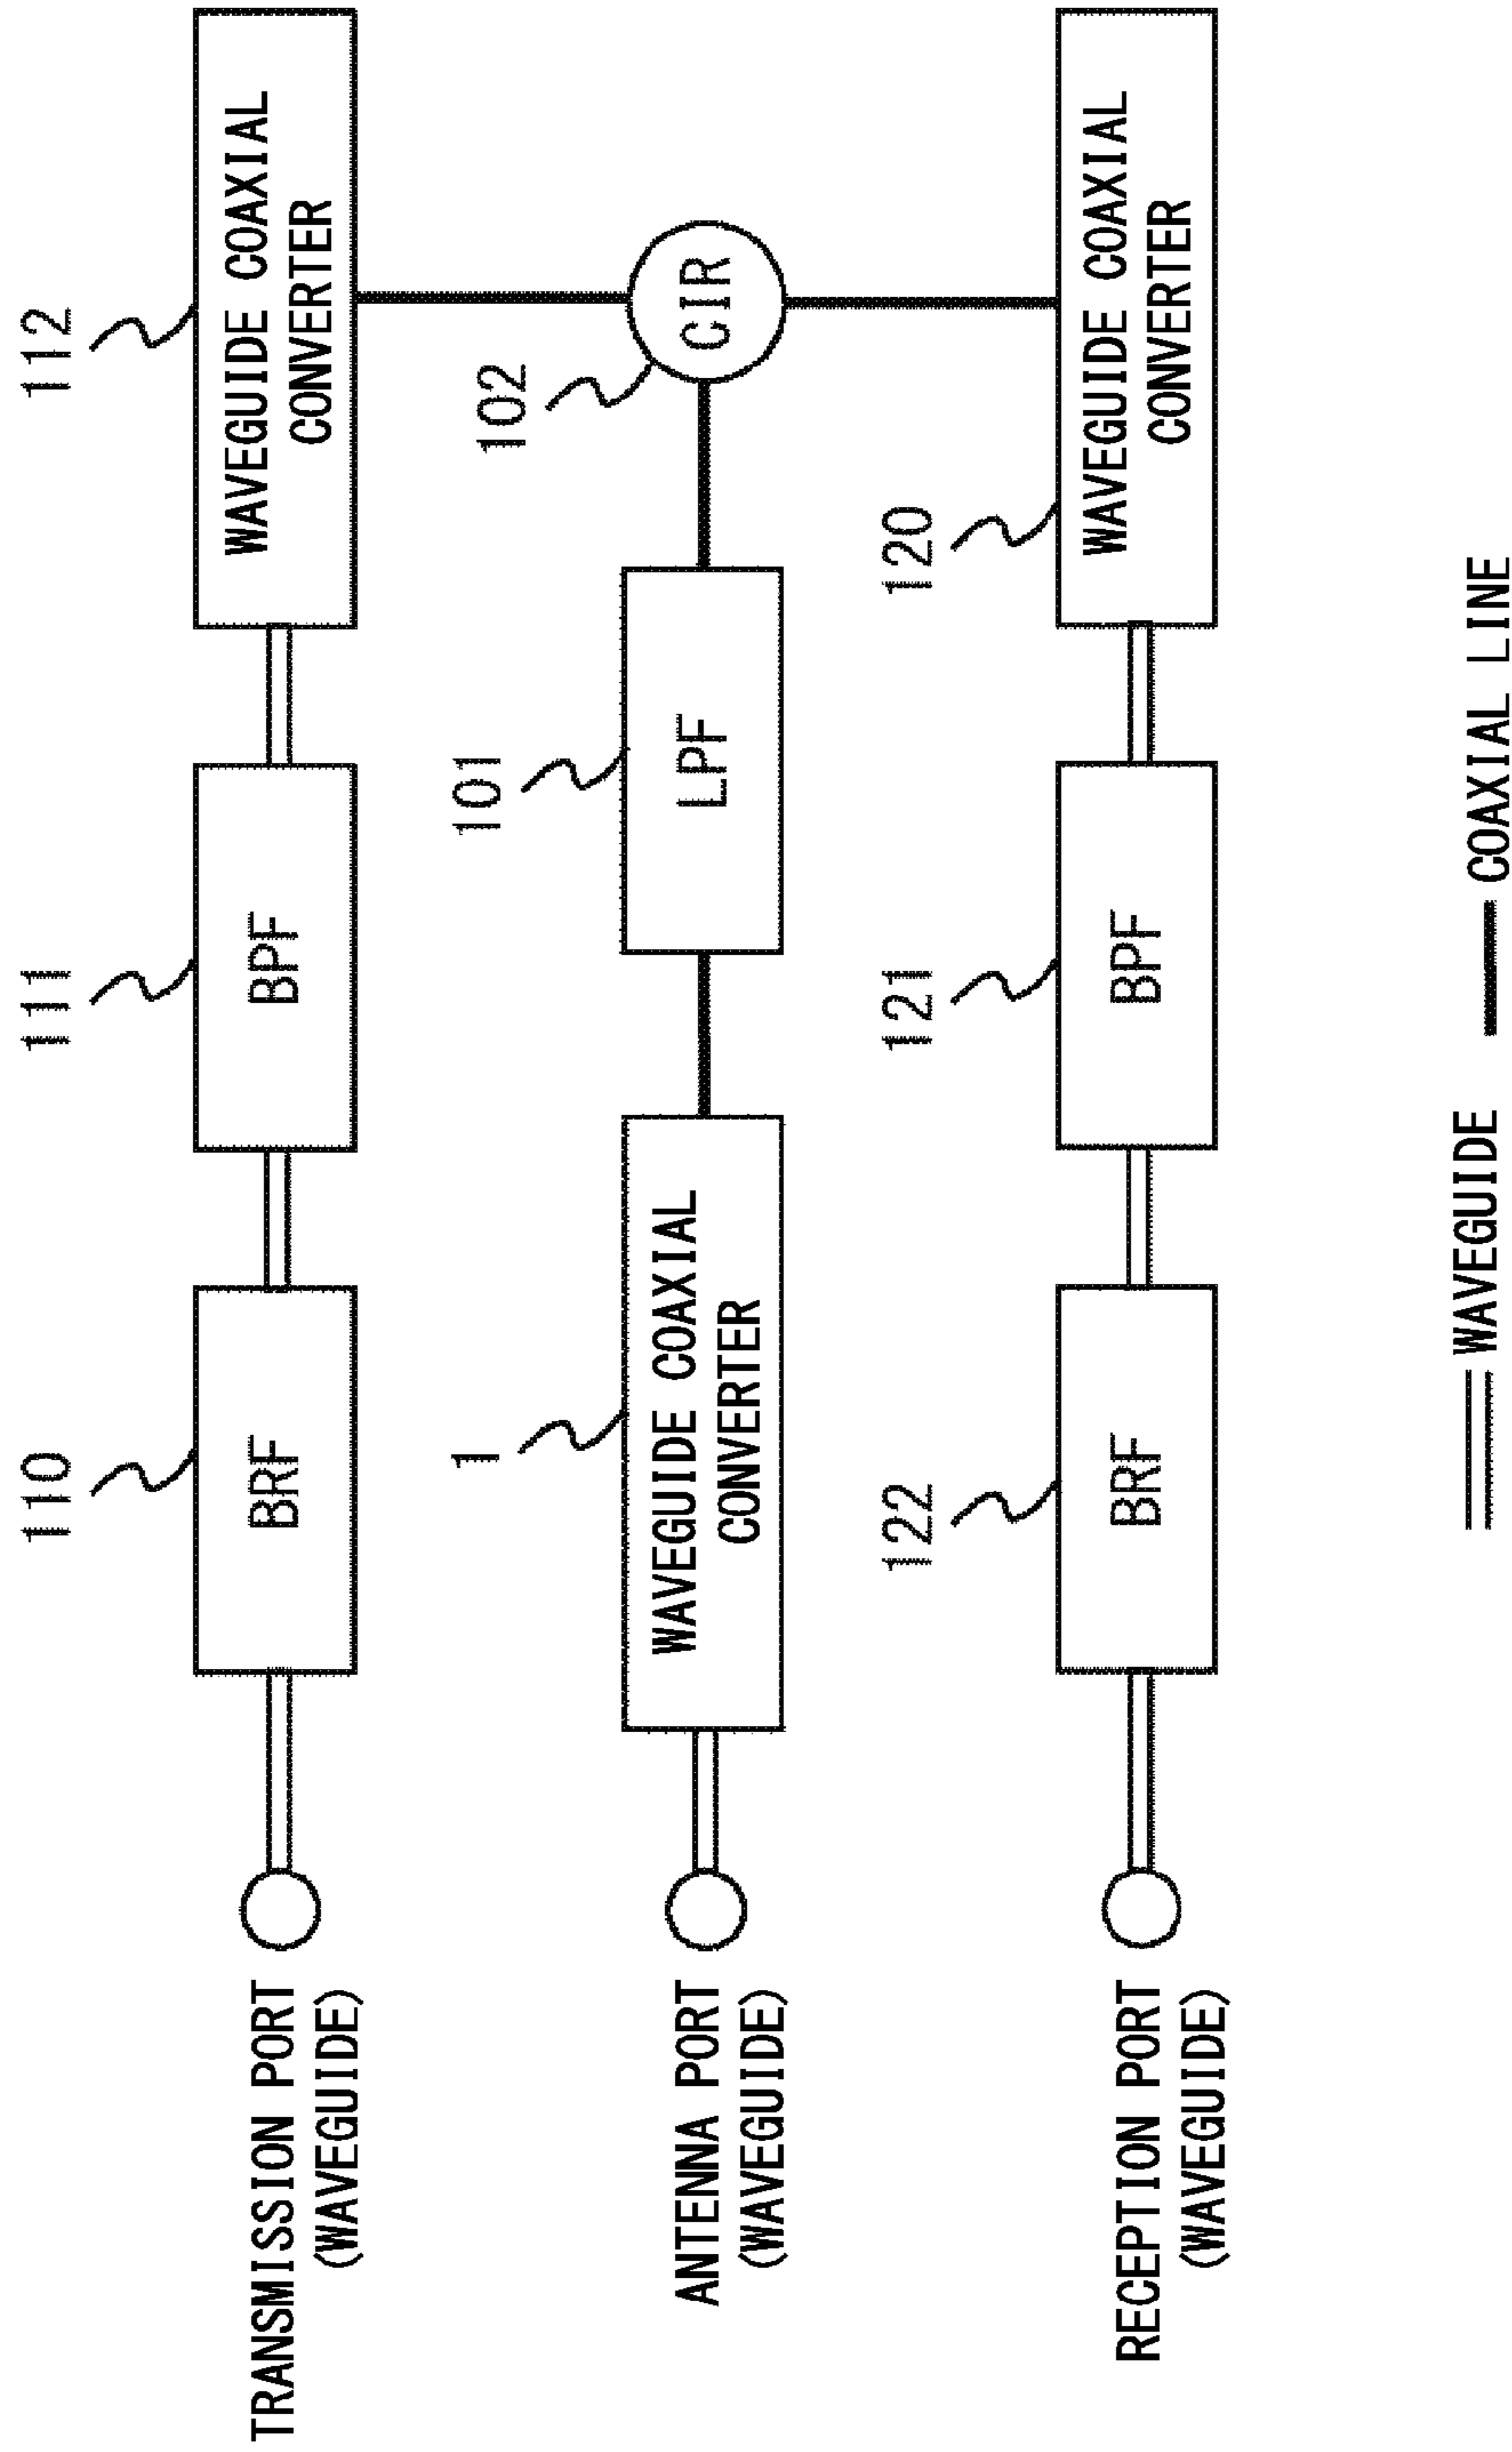 110
111
112
TRANSMISSION PORT
(WAVEGUIDE)
BRF
BPF
WAVEGUIDE COAXIAL
CONVERTER
1
101
102
ANTENNA PORT
(WAVEGUIDE)
WAVEGUIDE COAXIAL
CONVERTER
LPF
CIR
122
121
120
RECEPTION PORT
(WAVEGUIDE)
BRF
BPF
WAVEGUIDE COAXIAL
CONVERTER
WAVEGUIDE
COAXIAL LINE